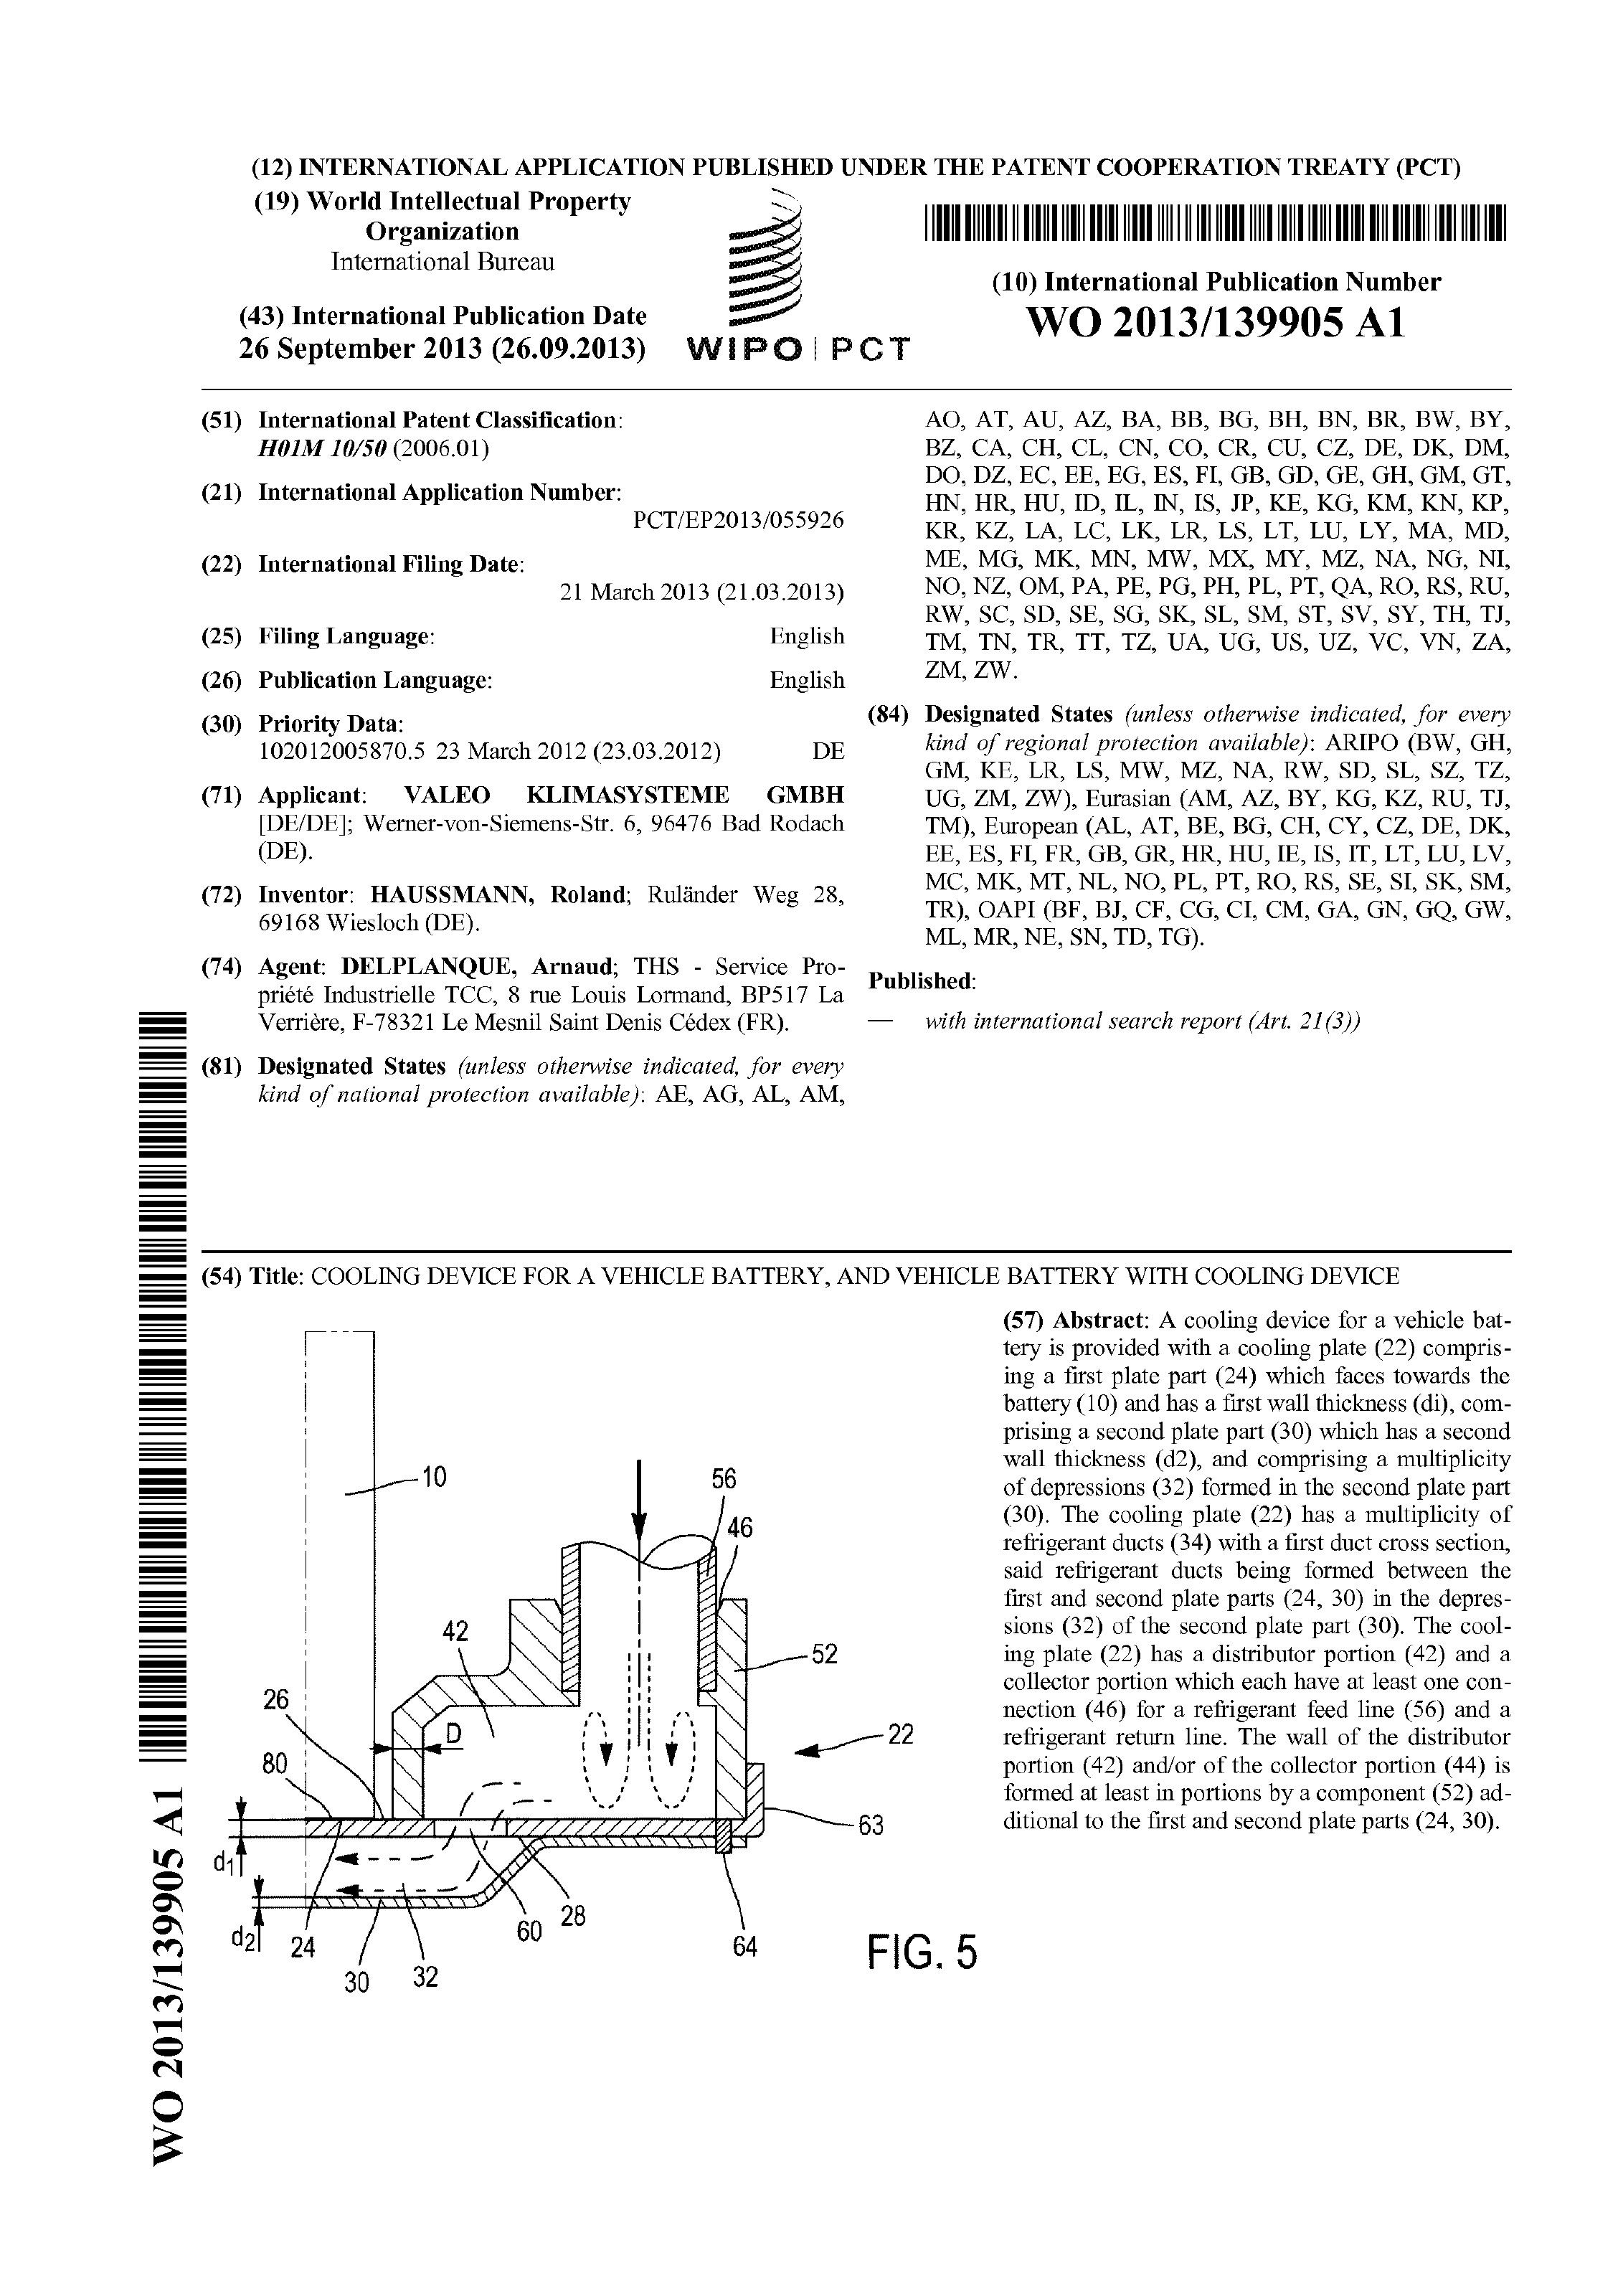 (12) INTERNATIONAL APPLICATION PUBLISHED UNDER THE PATENT COOPERATION TREATY (PCT)
(19) World Intellectual Property
Organization
International Bureau
(43) International Publication Date
26 September 2013 (26.09.2013)
WIPO | PCT
(10) International Publication Number
WO 2013/139905 A1
(51) International Patent Classification:
H01M 10/50 (2006.01)
(21) International Application Number:
PCT/EP2013/055926
(22) International Filing Date:
21 March 2013 (21.03.2013)
(25) Filing Language: English
(26) Publication Language: English
(30) Priority Data:
102012005870.5 23 March 2012 (23.03.2012) DE
(71) Applicant: VALEO KLIMASYSTEME GMBH
[DE/DE]; Werner-von-Siemens-Str. 6, 96476 Bad Rodach
(DE).
(72) Inventor: HAUSSMANN, Roland; Ruländer Weg 28,
69168 Wiesloch (DE).
(74) Agent: DELPLANQUE, Arnaud; THS - Service Pro-
priété Industrielle TCC, 8 rue Louis Lormand, BP517 La
Verrière, F-78321 Le Mesnil Saint Denis Cédex (FR).
(81) Designated States (unless otherwise indicated, for every
kind of national protection available): AE, AG, AL, AM,
AO, AT, AU, AZ, BA, BB, BG, BH, BN, BR, BW, BY,
BZ, CA, CH, CL, CN, CO, CR, CU, CZ, DE, DK, DM,
DO, DZ, EC, EE, EG, ES, FI, GB, GD, GE, GH, GM, GT,
HN, HR, HU, ID, IL, IN, IS, JP, KE, KG, KM, KN, KP,
KR, KZ, LA, LC, LK, LR, LS, LT, LU, LY, MA, MD,
ME, MG, MK, MN, MW, MX, MY, MZ, NA, NG, NI,
NO, NZ, OM, PA, PE, PG, PH, PL, PT, QA, RO, RS, RU,
RW, SC, SD, SE, SG, SK, SL, SM, ST, SV, SY, TH, TJ,
TM, TN, TR, TT, TZ, UA, UG, US, UZ, VC, VN, ZA,
ZM, ZW.
(84) Designated States (unless otherwise indicated, for every
kind of regional protection available): ARIPO (BW, GH,
GM, KE, LR, LS, MW, MZ, NA, RW, SD, SL, SZ, TZ,
UG, ZM, ZW), Eurasian (AM, AZ, BY, KG, KZ, RU, TJ,
TM), European (AL, AT, BE, BG, CH, CY, CZ, DE, DK,
EE, ES, FI, FR, GB, GR, HR, HU, IE, IS, IT, LT, LU, LV,
MC, MK, MT, NL, NO, PL, PT, RO, RS, SE, SI, SK, SM,
TR), OAPI (BF, BJ, CF, CG, CI, CM, GA, GN, GQ, GW,
ML, MR, NE, SN, TD, TG).
Published:
— with international search report (Art. 21(3))
(54) Title: COOLING DEVICE FOR A VEHICLE BATTERY, AND VEHICLE BATTERY WITH COOLING DEVICE
(57) Abstract: A cooling device for a vehicle bat-
tery is provided with a cooling plate (22) compris-
ing a first plate part (24) which faces towards the
battery (10) and has a first wall thickness (di), com-
prising a second plate part (30) which has a second
wall thickness (d2), and comprising a multiplicity
of depressions (32) formed in the second plate part
(30). The cooling plate (22) has a multiplicity of
refrigerant ducts (34) with a first duct cross section,
said refrigerant ducts being formed between the
first and second plate parts (24, 30) in the depres-
sions (32) of the second plate part (30). The cool-
ing plate (22) has a distributor portion (42) and a
collector portion which each have at least one con-
nection (46) for a refrigerant feed line (56) and a
refrigerant return line. The wall of the distributor
portion (42) and/or of the collector portion (44) is
formed at least in portions by a component (52) ad-
ditional to the first and second plate parts (24, 30).
10
56
46
42
52
26
D
22
80
63
d1
28
60
d2
24
64
30
32
FIG. 5
WO 2013/139905 A1